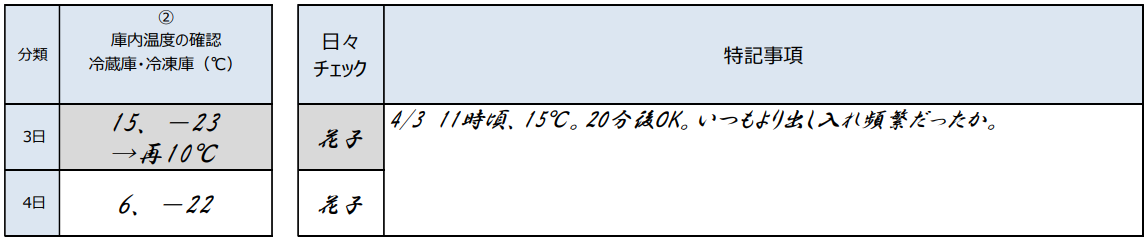 分類
②
庫内温度の確認
冷蔵庫・冷凍庫（℃）
日々
チェック
特記事項
3日
15、－23
→再10℃
花子
4/3 11時頃、15℃。20分後OK。いつもより出し入れ頻繁だったか。
4日
6、－22
花子